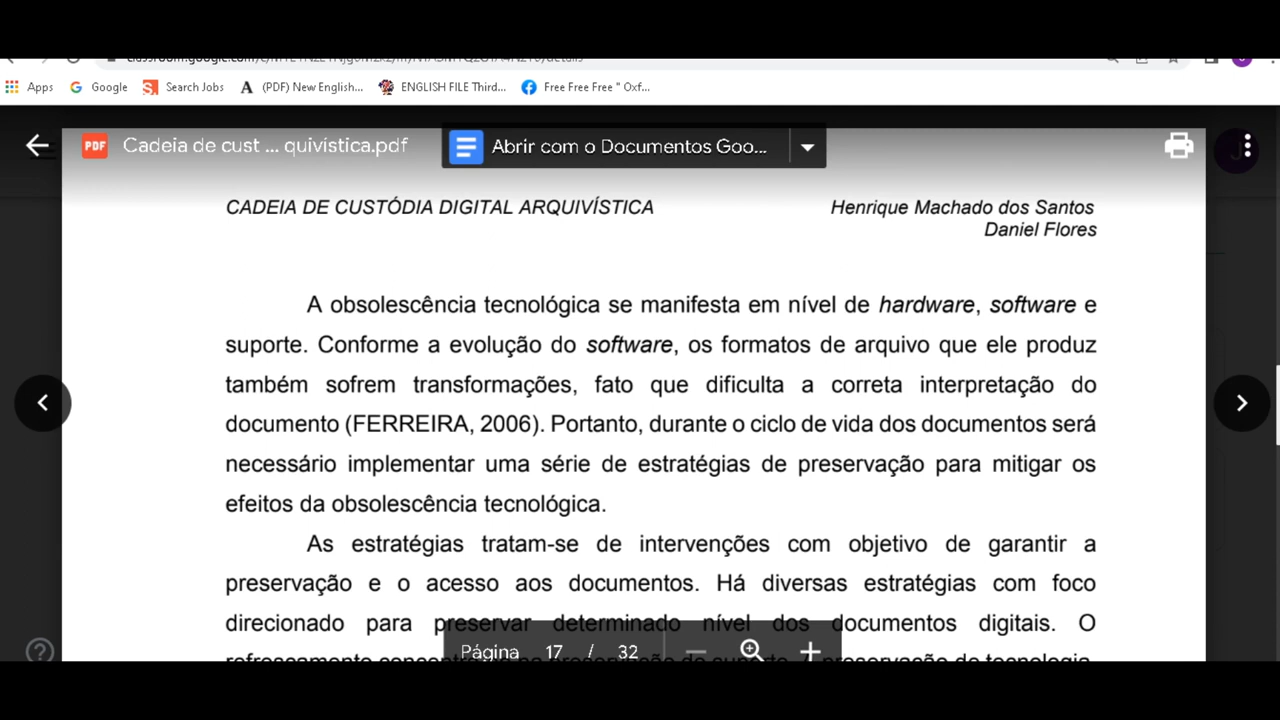 Apps
Google
Search Jobs
(PDF) New English...
ENGLISH FILE Third...
Free Free Free " Oxf...
PDF
Cadeia de cust ... quivística.pdf
Abrir com o Documentos Goo...
CADEIA DE CUSTÓDIA DIGITAL ARQUIVÍSTICA
Henrique Machado dos Santos
Daniel Flores
A obsolescência tecnológica se manifesta em nível de hardware, software e
suporte. Conforme a evolução do software, os formatos de arquivo que ele produz
também sofrem transformações, fato que dificulta a correta interpretação do
documento (FERREIRA, 2006). Portanto, durante o ciclo de vida dos documentos será
necessário implementar uma série de estratégias de preservação para mitigar os
efeitos da obsolescência tecnológica.
As estratégias tratam-se de intervenções com objetivo de garantir a
preservação e o acesso aos documentos. Há diversas estratégias com foco
direcionado para preservar determinado nível dos documentos digitais. O
preservação de tecnologia,
Página 17 / 32